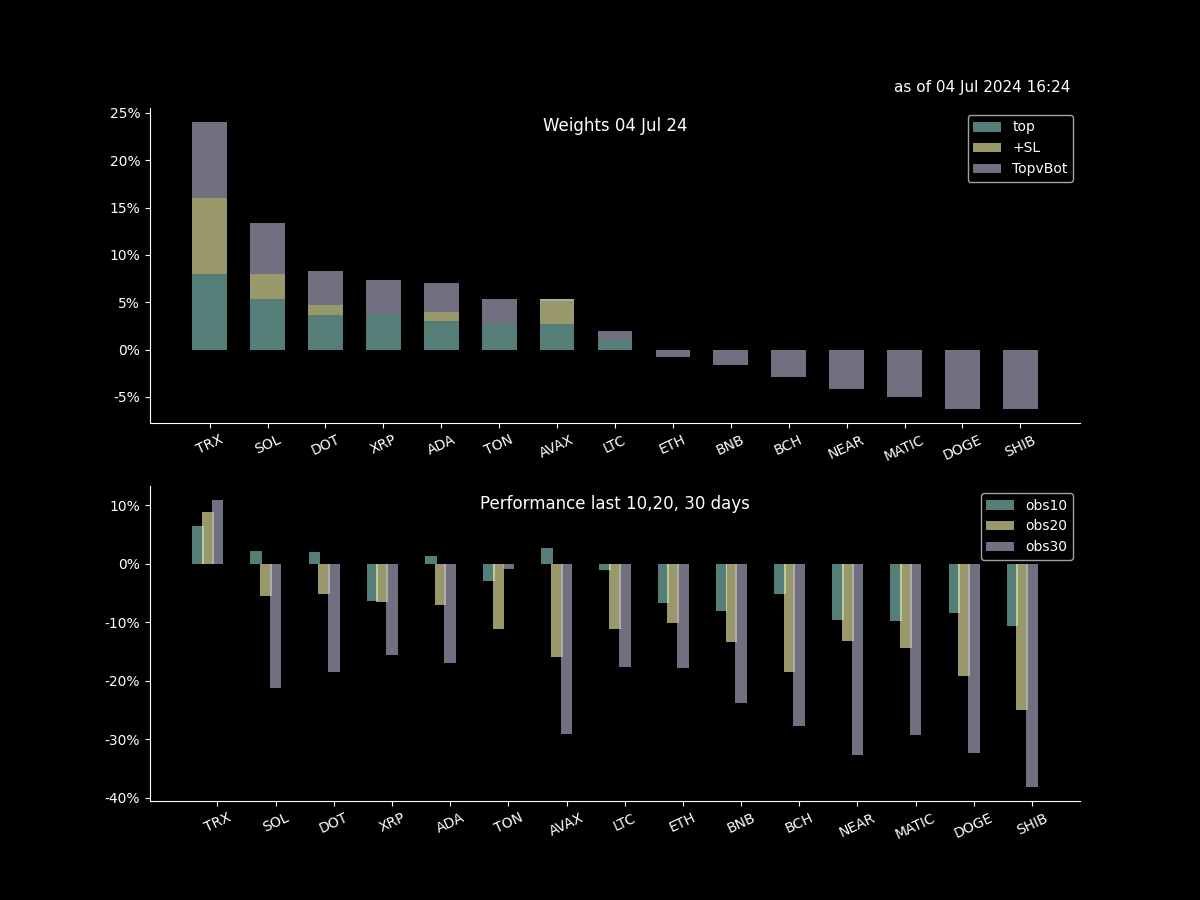 as of 04 Jul 2024 16:24
Weights 04 Jul 24
top
+SL
TopvBot
25%
20%
15%
10%
5%
0%
-5%
TRX SOL DOT XRP ADA TON AVAX LTC ETH BNB BCH NEAR MATIC DOGE SHIB
Performance last 10,20, 30 days
obs10
obs20
obs30
10%
0%
-10%
-20%
-30%
-40%
TRX SOL DOT XRP ADA TON AVAX LTC ETH BNB BCH NEAR MATIC DOGE SHIB